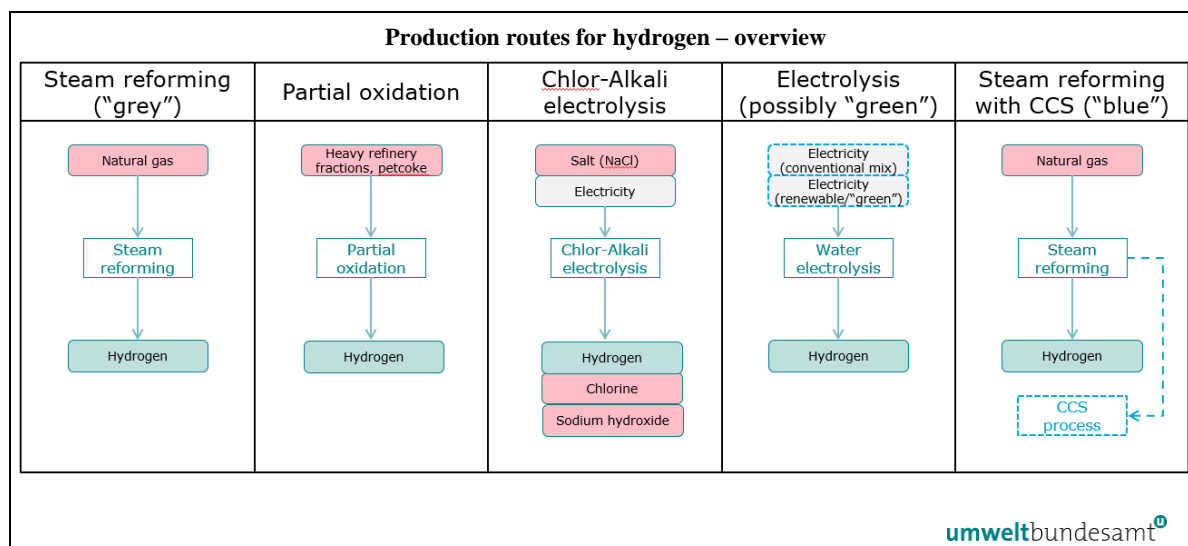 Production routes for hydrogen – overview
Steam reforming
(“grey”)
Partial oxidation
Chlor-Alkali
electrolysis
Electrolysis
(possibly “green”)
Steam reforming
with CCS (“blue”)
Natural gas
Steam
reforming
Hydrogen
Heavy refinery
fractions, petcoke
Partial
oxidation
Hydrogen
Salt (NaCl)
Electricity
Chlor-Alkali
electrolysis
Hydrogen
Chlorine
Sodium hydroxide
Electricity
(conventional mix)
Electricity
(renewable/“green”)
Water
electrolysis
Hydrogen
Natural gas
Steam
reforming
Hydrogen
CCS
process
umweltbundesamt u